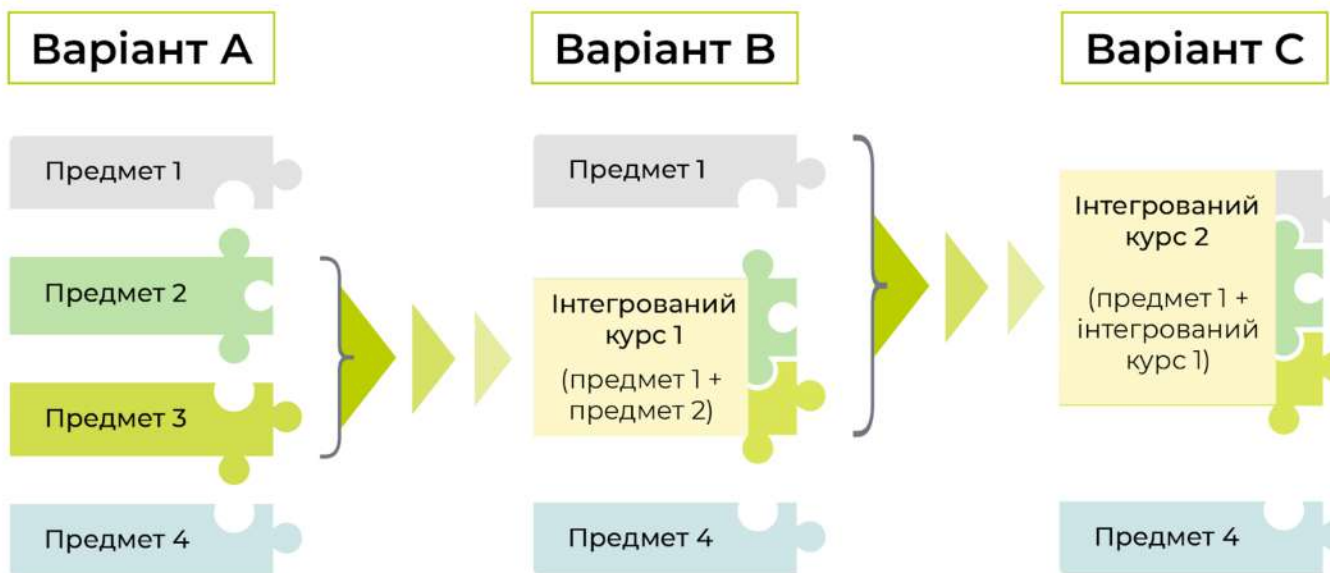 Варіант А
Предмет 1
Предмет 2
Предмет 3
Предмет 4
Варіант В
Предмет 1
Інтегрований
курс 1
(предмет 1 +
предмет 2)
Предмет 4
Варіант С
Інтегрований
курс 2
(предмет 1 +
інтегрований
курс 1)
Предмет 4